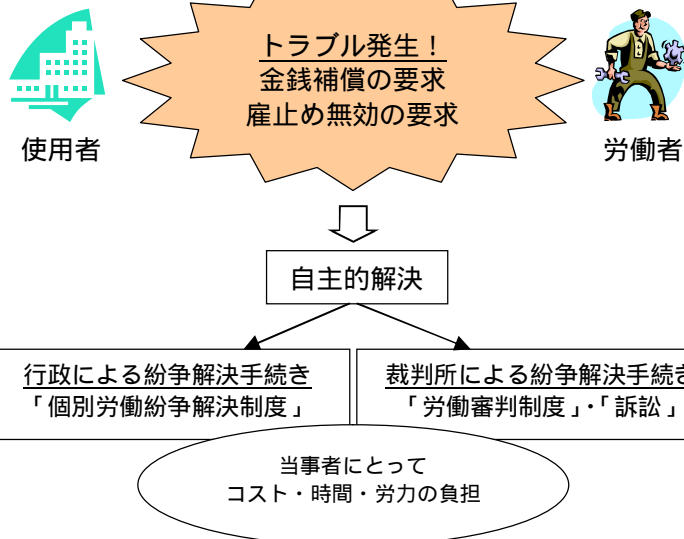 トラブル発生！
金銭補償の要求
雇止め無効の要求
使用者
労働者
自主的解決
行政による紛争解決手続き
「個別労働紛争解決制度」
裁判所による紛争解決手続き
「労働審判制度」・「訴訟」
当事者にとって
コスト・時間・労力の負担